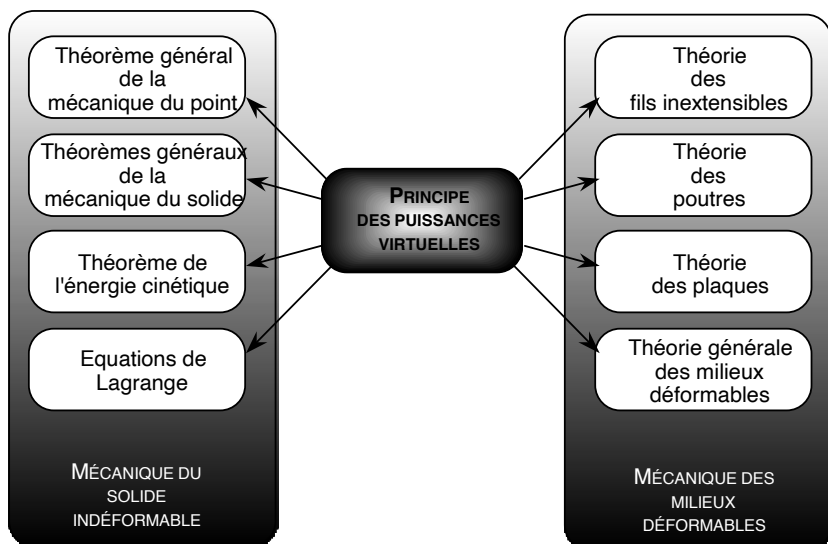 Théorème général
de la
mécanique du point
Théorèmes généraux
de la
mécanique du solide
Théorème de
l'énergie cinétique
Equations de
Lagrange
MÉCANIQUE DU
SOLIDE
INDÉFORMABLE
PRINCIPE
DES PUISSANCES
VIRTUELLES
Théorie
des
fils inextensibles
Théorie
des
poutres
Théorie
des plaques
Théorie générale
des milieux
déformables
MÉCANIQUE DES
MILIEUX
DÉFORMABLES